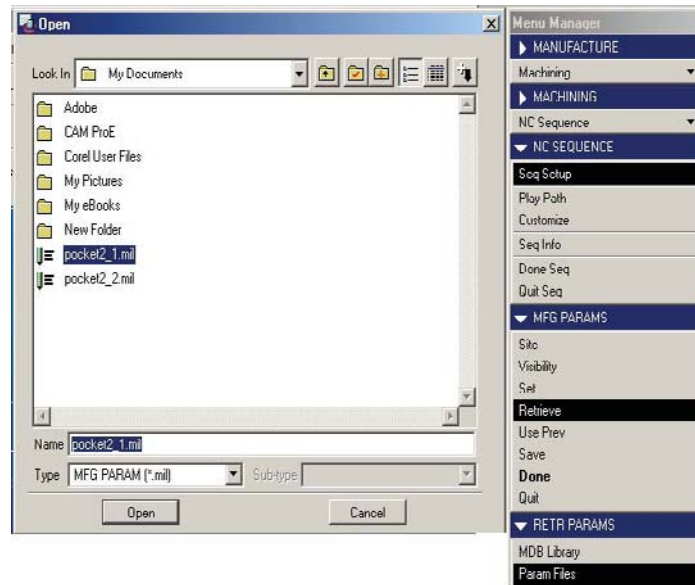 Open
Look In My Documents
Adobe
CAM ProE
Corel User Files
My Pictures
My eBooks
New Folder
pocket2_1.mil
pocket2_2.mil
Name pocket2_1.mil
Type MFG PARAM (*.mil) Sub-type
Open Cancel
Menu Manager
MANUFACTURE
Machining
MACHINING
NC Sequence
NC SEQUENCE
Seq Setup
Play Path
Customize
Seq Info
Done Seq
Quit Seq
MFG PARAMS
Site
Visibility
Set
Retrieve
Use Prev
Save
Done
Quit
RETR PARAMS
MDB Library
Param Files